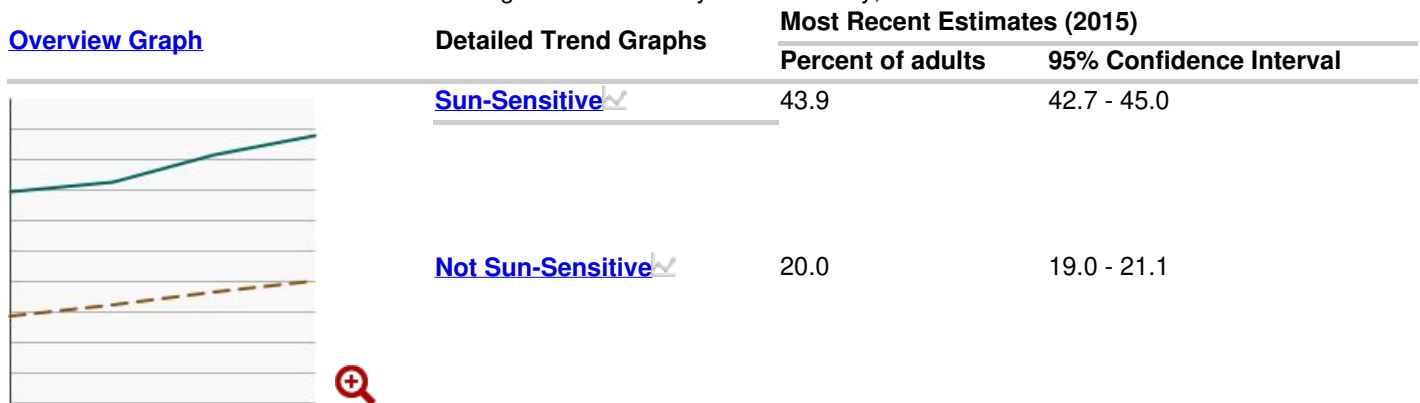 Overview Graph
Detailed Trend Graphs
Most Recent Estimates (2015)
Percent of adults
95% Confidence Interval
Sun-Sensitive
43.9
42.7 - 45.0
Not Sun-Sensitive
20.0
19.0 - 21.1